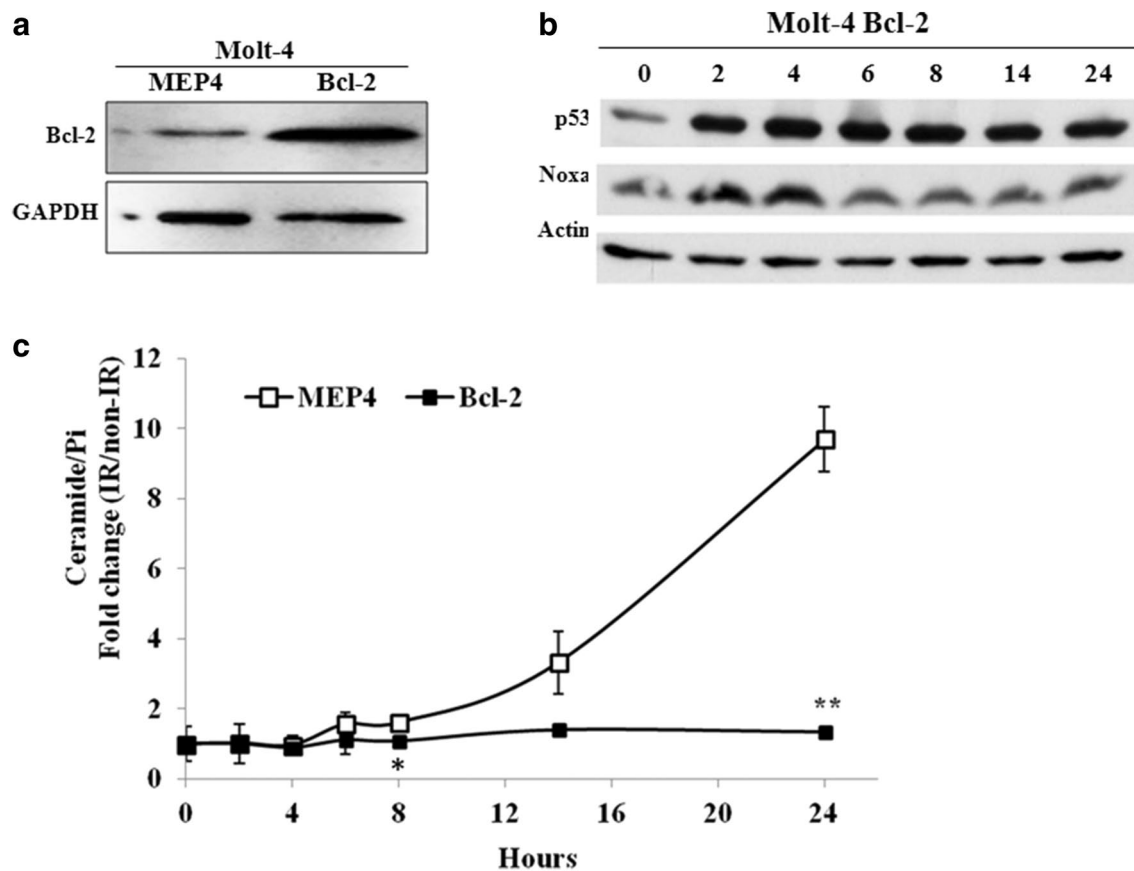 a
Molt-4
MEP4 Bcl-2
Bcl-2
GAPDH
b
Molt-4 Bcl-2
0 2 4 6 8 14 24
p53
Noxa
Actin
c
Ceramide/Pi
Fold change (IR/non-IR)
12
10
8
6
4
2
0
MEP4 Bcl-2
*
**
0 4 8 12 16 20 24
Hours